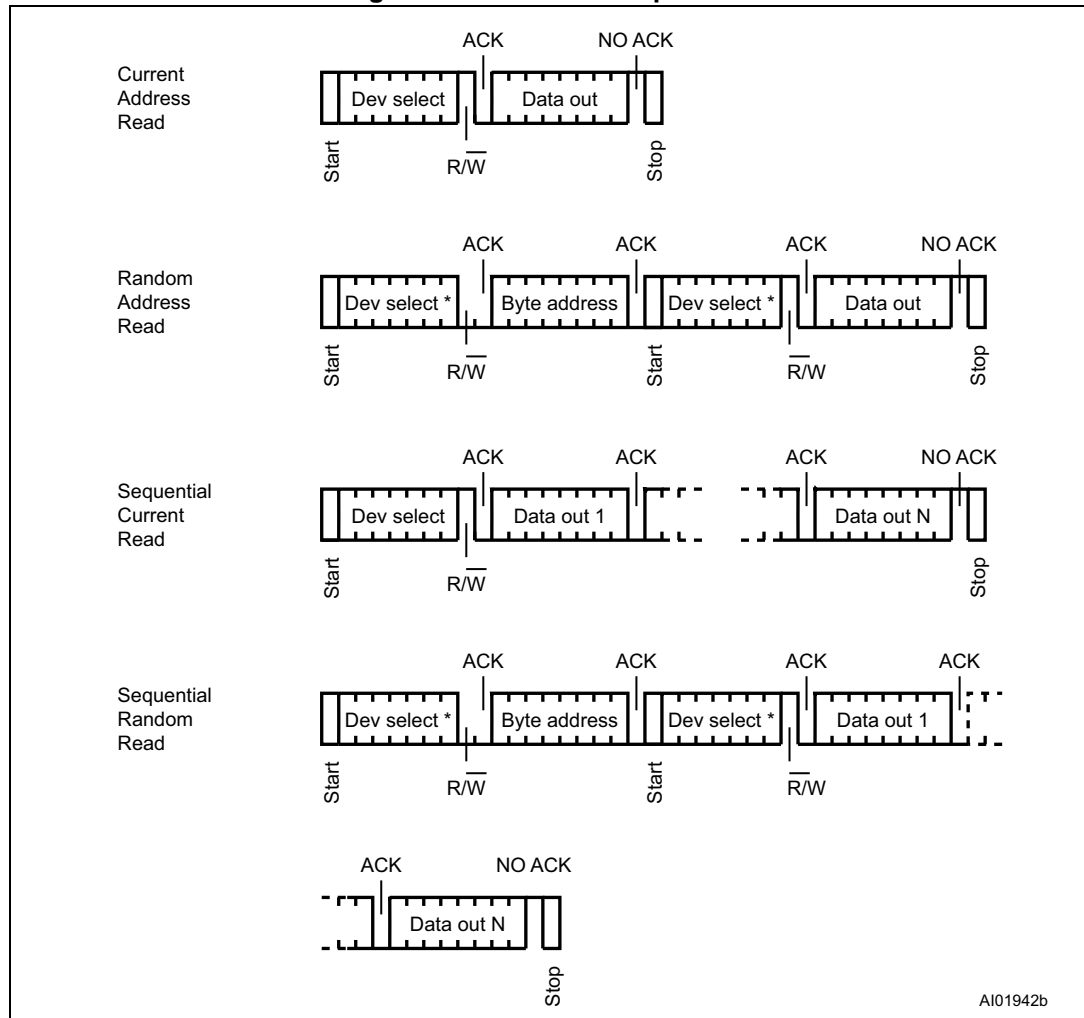 ACK NO ACK
Current
Address
Read
Dev select Data out
Start R/W̅ Stop
ACK ACK ACK NO ACK
Random
Address
Read
Dev select * Byte address Dev select * Data out
Start R/W̅ Start R̅/W Stop
ACK ACK ACK NO ACK
Sequential
Current
Read
Dev select Data out 1 Data out N
Start R/W̅ Stop
ACK ACK ACK ACK
Sequential
Random
Read
Dev select * Byte address Dev select * Data out 1
Start R/W̅ Start R̅/W
ACK NO ACK
Data out N
Stop
AI01942b